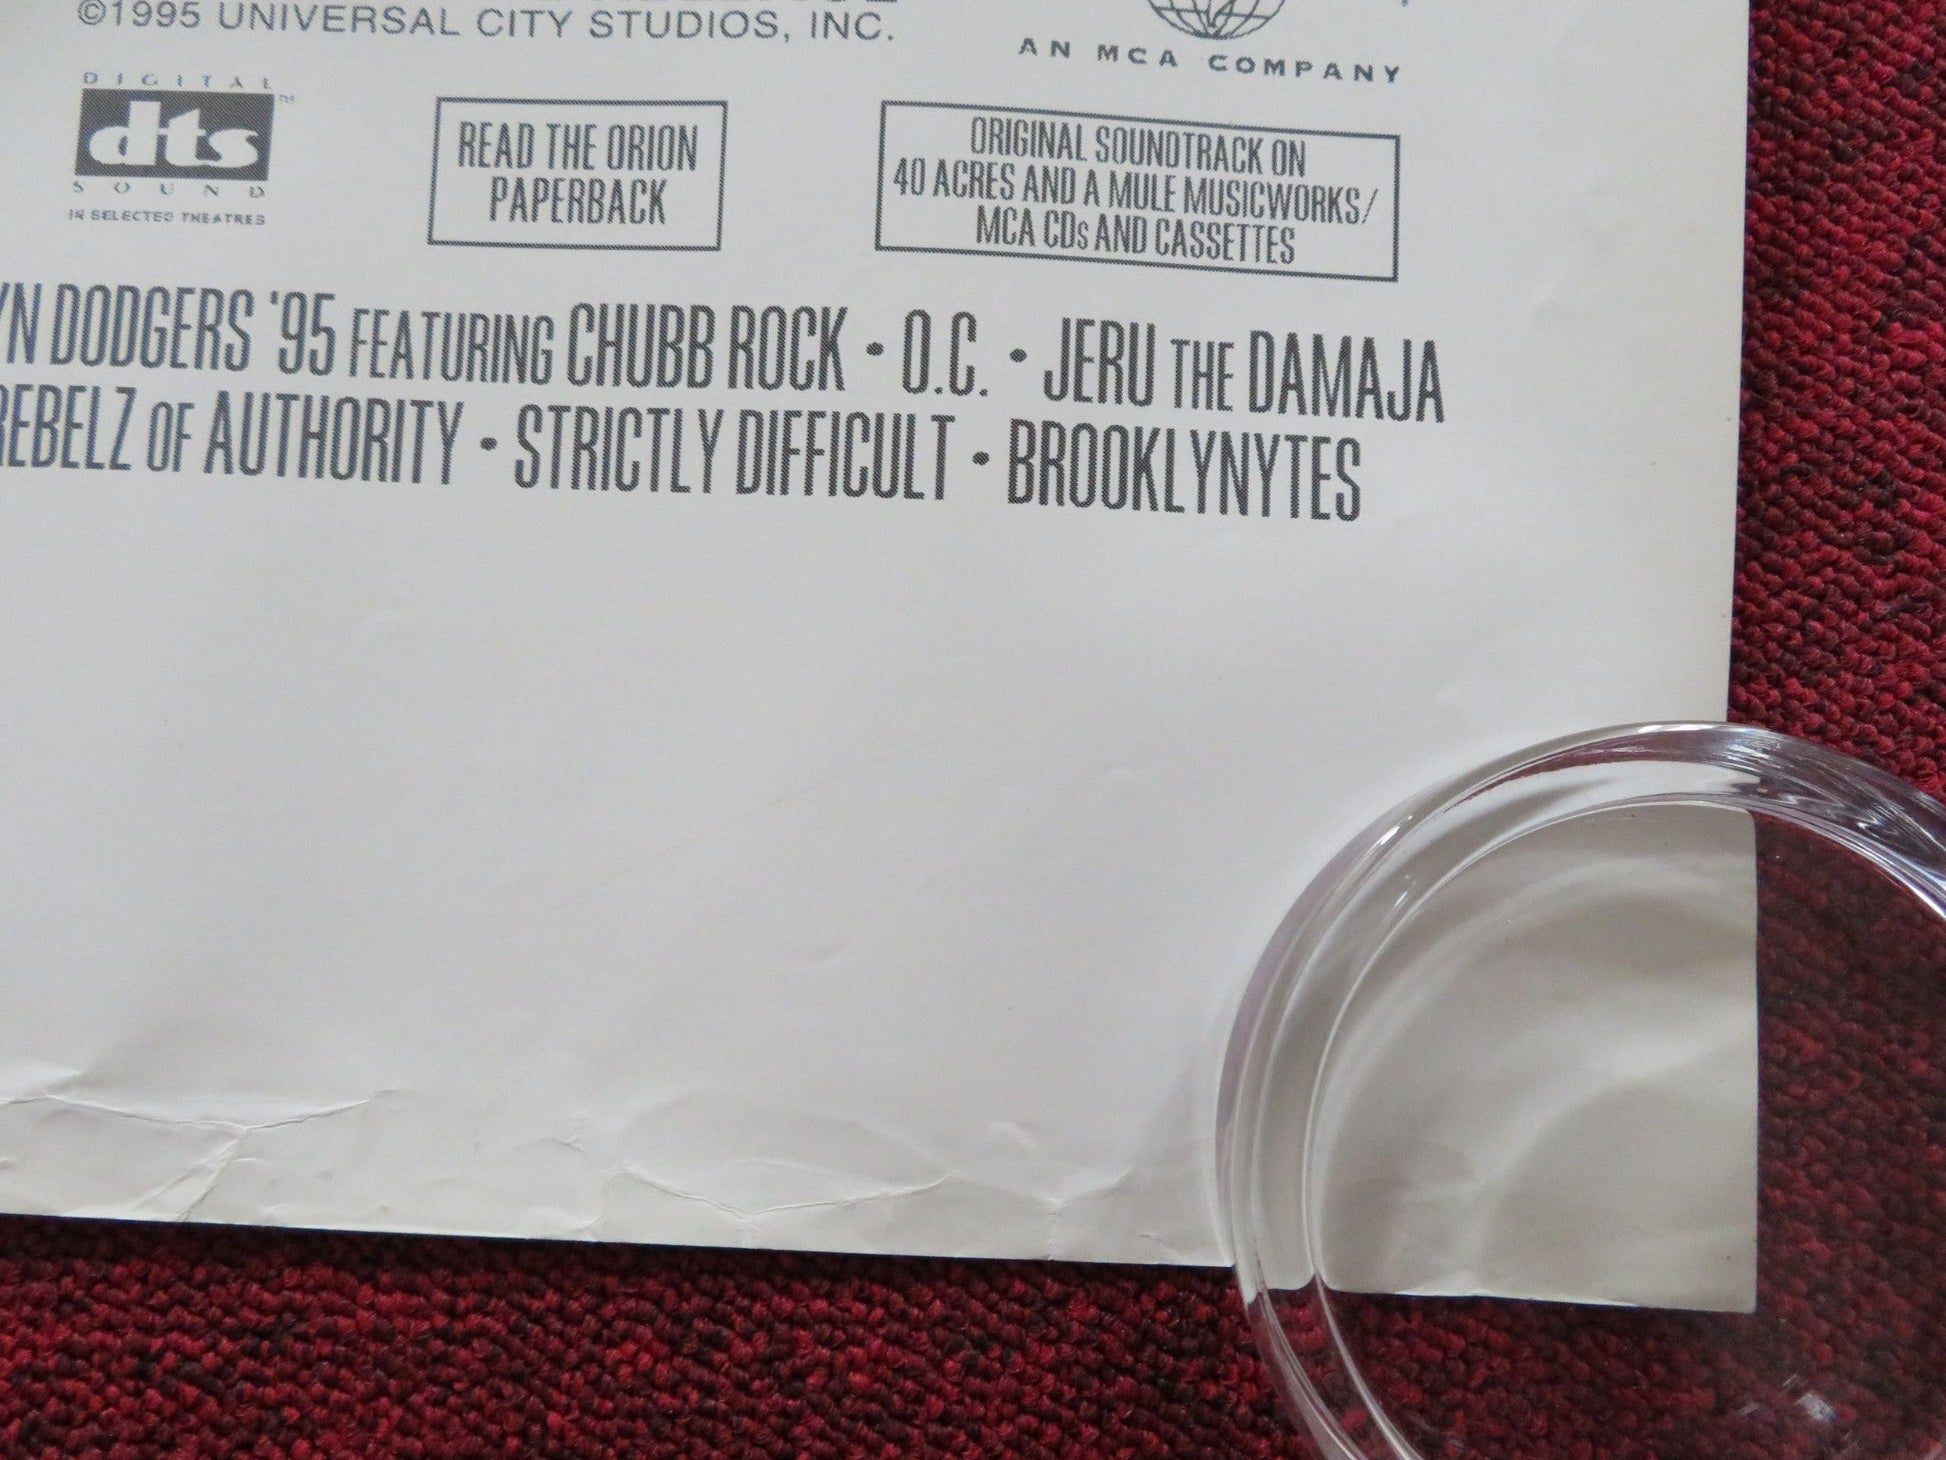 ©1995 UNIVERSAL CITY STUDIOS, INC.
AN MCA COMPANY
DIGITAL
dts™
SOUND
IN SELECTED THEATRES
READ THE ORION
PAPERBACK
ORIGINAL SOUNDTRACK ON
40 ACRES AND A MULE MUSICWORKS/
MCA CDs AND CASSETTES
YN DODGERS '95 FEATURING CHUBB ROCK • O.C. • JERU THE DAMAJA
REBELZ OF AUTHORITY • STRICTLY DIFFICULT • BROOKLYNYTES